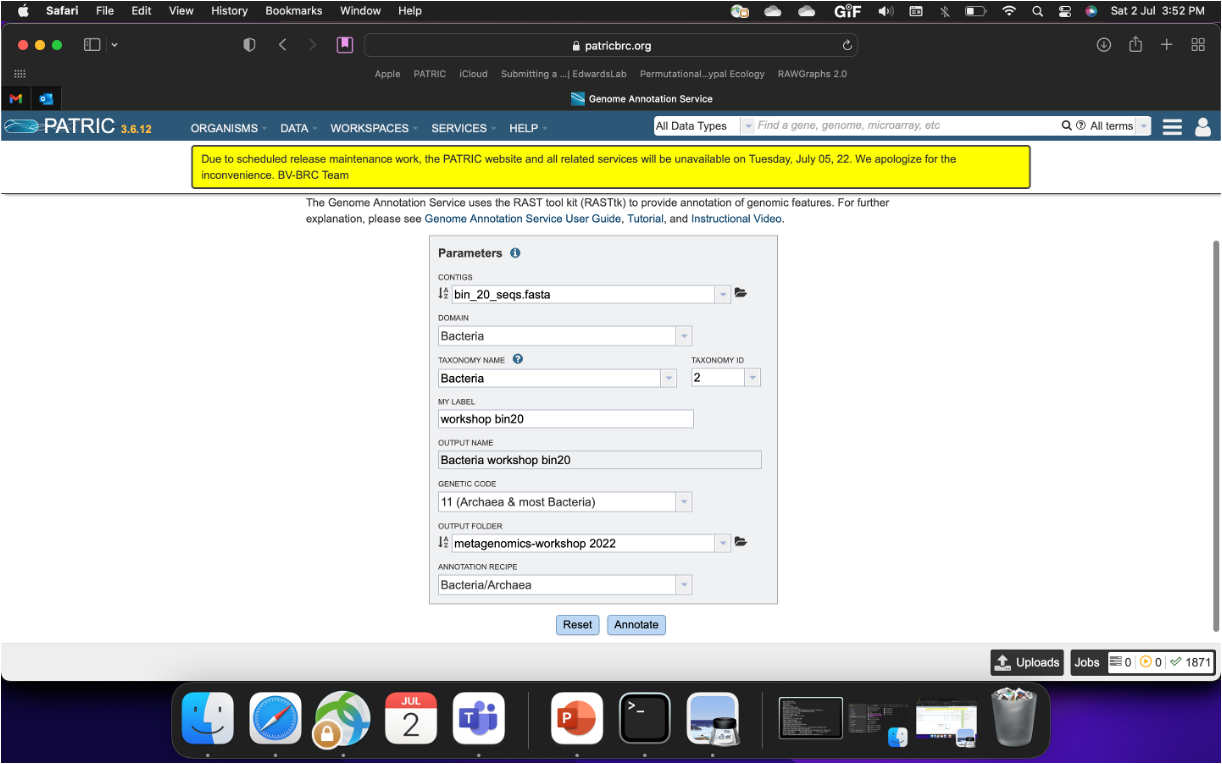 Safari File Edit View History Bookmarks Window Help GIF Sat 2 Jul 3:52 PM
patricbrc.org
Apple PATRIC iCloud Submitting a ...| EdwardsLab Permutational...ypal Ecology RAWGraphs 2.0
Genome Annotation Service
PATRIC 3.6.12 ORGANISMS DATA WORKSPACES SERVICES HELP All Data Types Find a gene, genome, microarray, etc All terms
Due to scheduled release maintenance work, the PATRIC website and all related services will be unavailable on Tuesday, July 05, 22. We apologize for the
inconvenience. BV-BRC Team
The Genome Annotation Service uses the RAST tool kit (RASTtk) to provide annotation of genomic features. For further
explanation, please see Genome Annotation Service User Guide, Tutorial, and Instructional Video.
Parameters
CONTIGS
bin_20_seqs.fasta
DOMAIN
Bacteria
TAXONOMY NAME TAXONOMY ID
Bacteria 2
MY LABEL
workshop bin20
OUTPUT NAME
Bacteria workshop bin20
GENETIC CODE
11 (Archaea & most Bacteria)
OUTPUT FOLDER
metagenomics-workshop 2022
ANNOTATION RECIPE
Bacteria/Archaea
Reset Annotate
Uploads Jobs 0 0 1871
JUL
2